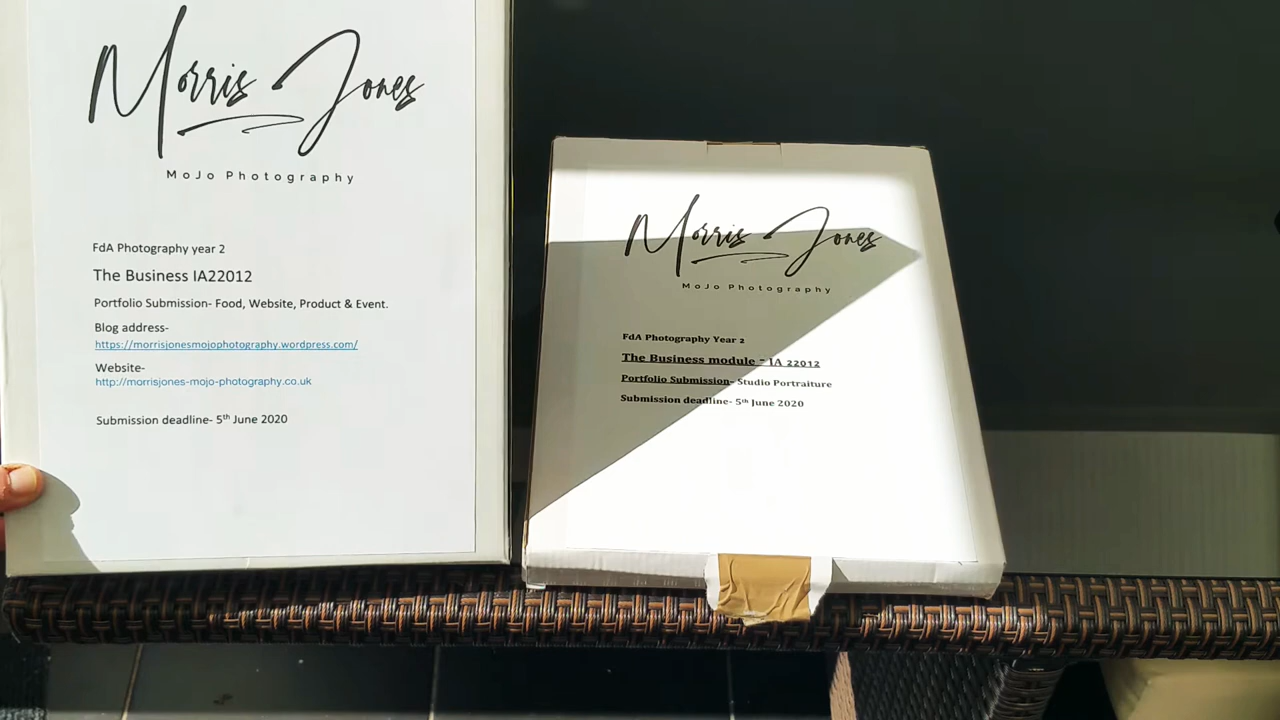 Morris Jones
MoJo Photography
FdA Photography year 2
The Business IA22012
Portfolio Submission- Food, Website, Product & Event.
Blog address-
https://morrisjonesmojophotography.wordpress.com/
Website-
http://morrisjones-mojo-photography.co.uk
Submission deadline- 5th June 2020
Morris Jones
MoJo Photography
FdA Photography Year 2
The Business module - IA 22012
Portfolio Submission- Studio Portraiture
Submission deadline- 5th June 2020